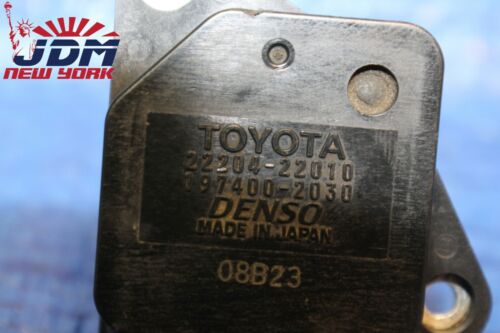 JDM
NEW YORK
TOYOTA
22204-22010
197400-2030
DENSO
MADE IN JAPAN
08B23